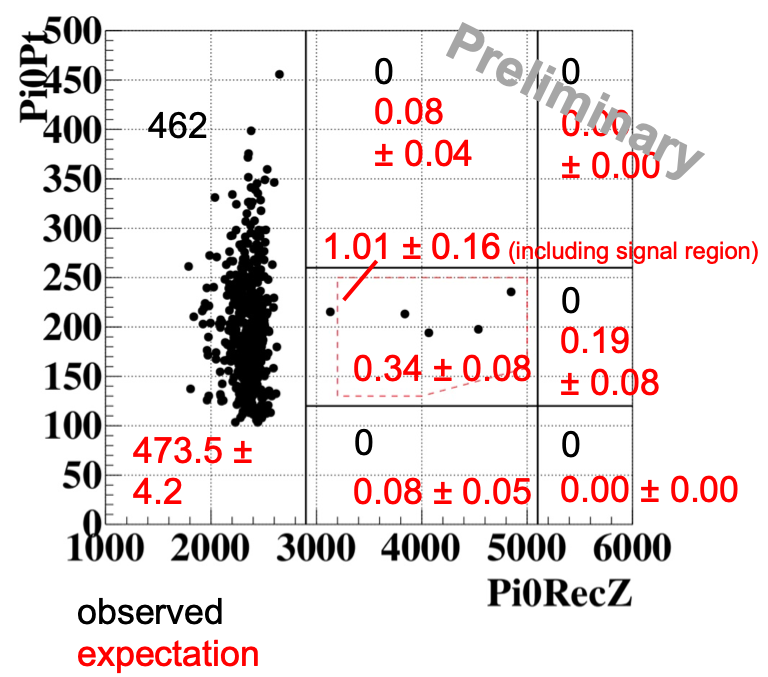 Pi0Pt
500
450
400
350
300
250
200
150
100
50
0
Preliminary
462
0
0.08
± 0.04
0
0.00
± 0.00
1.01 ± 0.16 (including signal region)
0.34 ± 0.08
0
0.19
± 0.08
473.5 ±
4.2
0
0.08 ± 0.05
0
0.00 ± 0.00
1000 2000 3000 4000 5000 6000
Pi0RecZ
observed
expectation